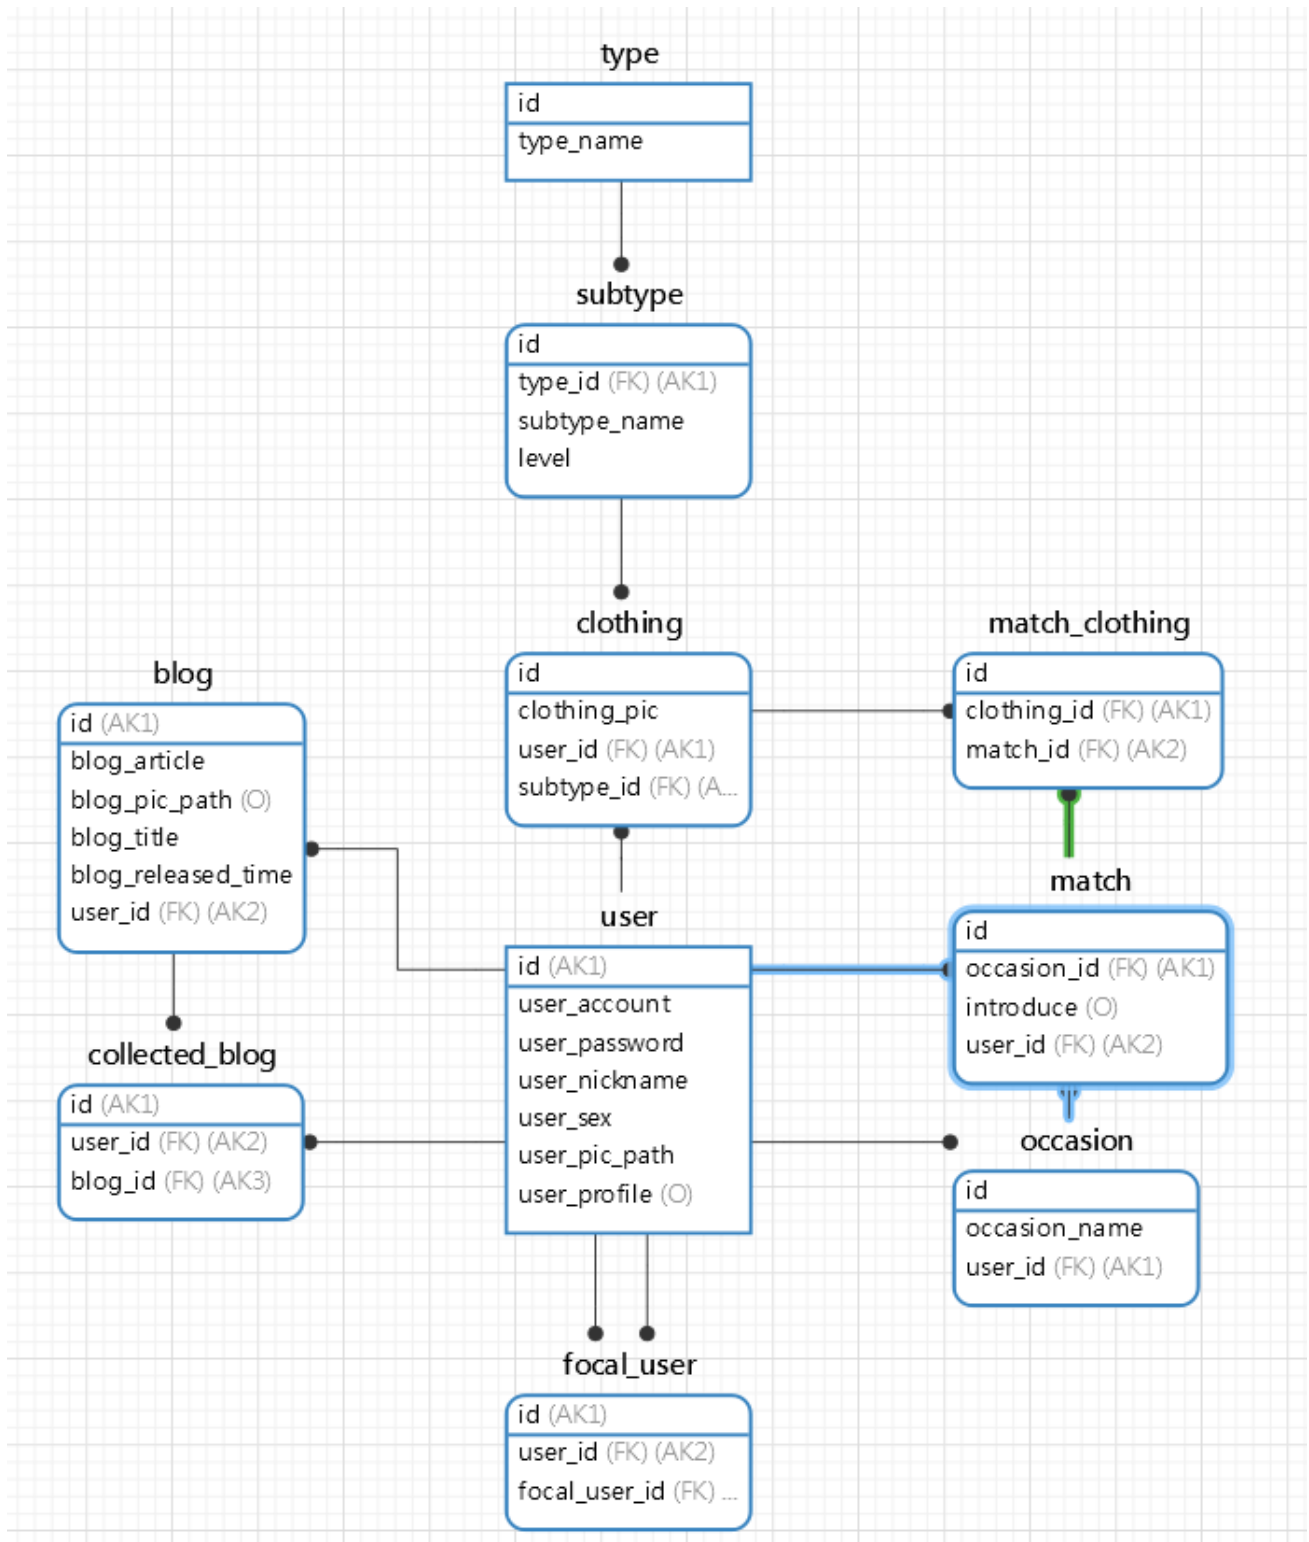 type
id
type_name
subtype
id
type_id (FK) (AK1)
subtype_name
level
clothing
id
clothing_pic
user_id (FK) (AK1)
subtype_id (FK) (A...
match_clothing
id
clothing_id (FK) (AK1)
match_id (FK) (AK2)
blog
id (AK1)
blog_article
blog_pic_path (O)
blog_title
blog_released_time
user_id (FK) (AK2)
match
id
occasion_id (FK) (AK1)
introduce (O)
user_id (FK) (AK2)
user
id (AK1)
user_account
user_password
user_nickname
user_sex
user_pic_path
user_profile (O)
collected_blog
id (AK1)
user_id (FK) (AK2)
blog_id (FK) (AK3)
occasion
id
occasion_name
user_id (FK) (AK1)
focal_user
id (AK1)
user_id (FK) (AK2)
focal_user_id (FK) ...